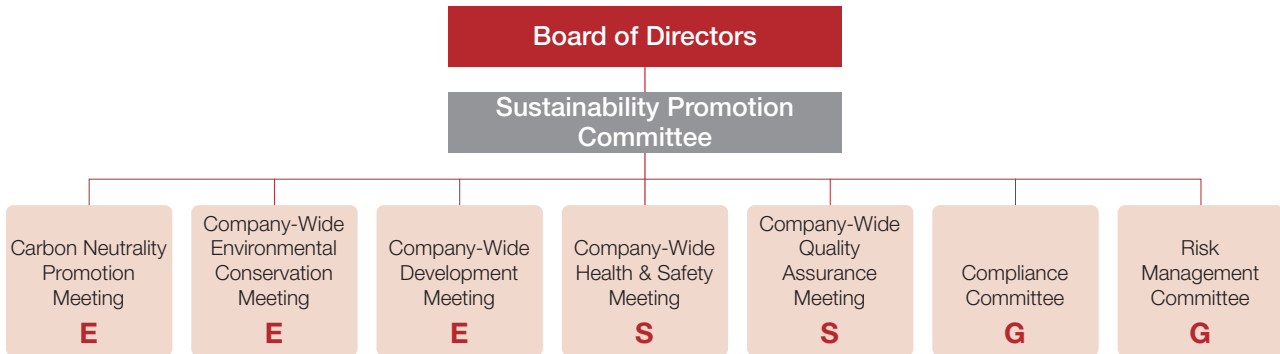 Board of Directors
Sustainability Promotion
Committee
Carbon Neutrality
Promotion
Meeting
E
Company-Wide
Environmental
Conservation
Meeting
E
Company-Wide
Development
Meeting
E
Company-Wide
Health & Safety
Meeting
S
Company-Wide
Quality
Assurance
Meeting
S
Compliance
Committee
G
Risk
Management
Committee
G